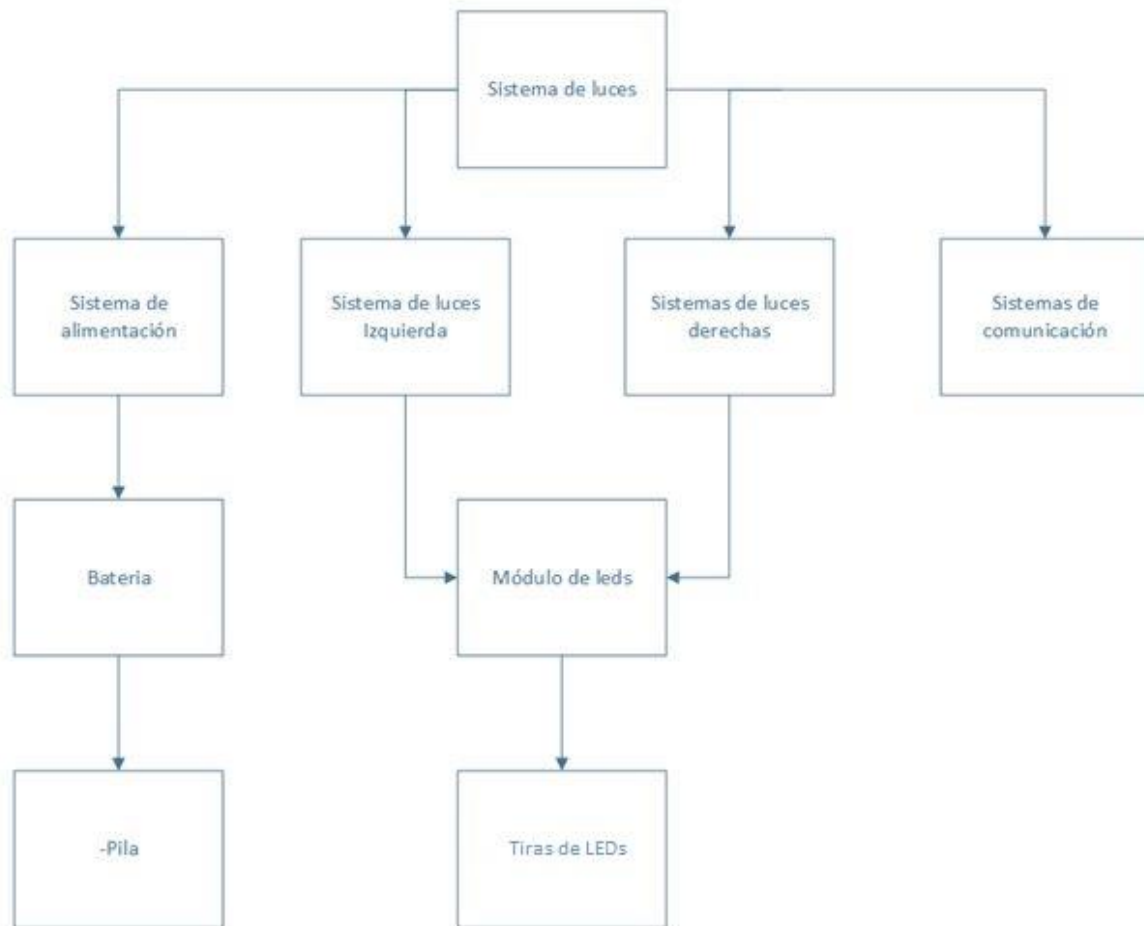 Sistema de luces
Sistema de
alimentación
Sistema de luces
Izquierda
Sistemas de luces
derechas
Sistemas de
comunicación
Bateria
Módulo de leds
-Pila
Tiras de LEDs